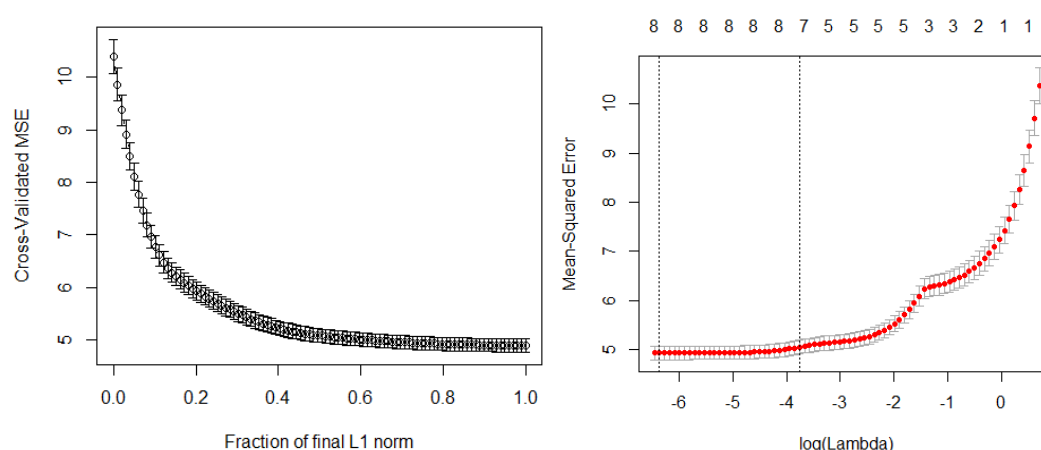 Cross-Validated MSE
10
9
8
7
6
5
0.0 0.2 0.4 0.6 0.8 1.0
Fraction of final L1 norm
8 8 8 8 8 8 7 5 5 5 3 3 2 1 1
Mean-Squared Error
10
9
8
7
6
5
-6 -5 -4 -3 -2 -1 0
log(Lambda)